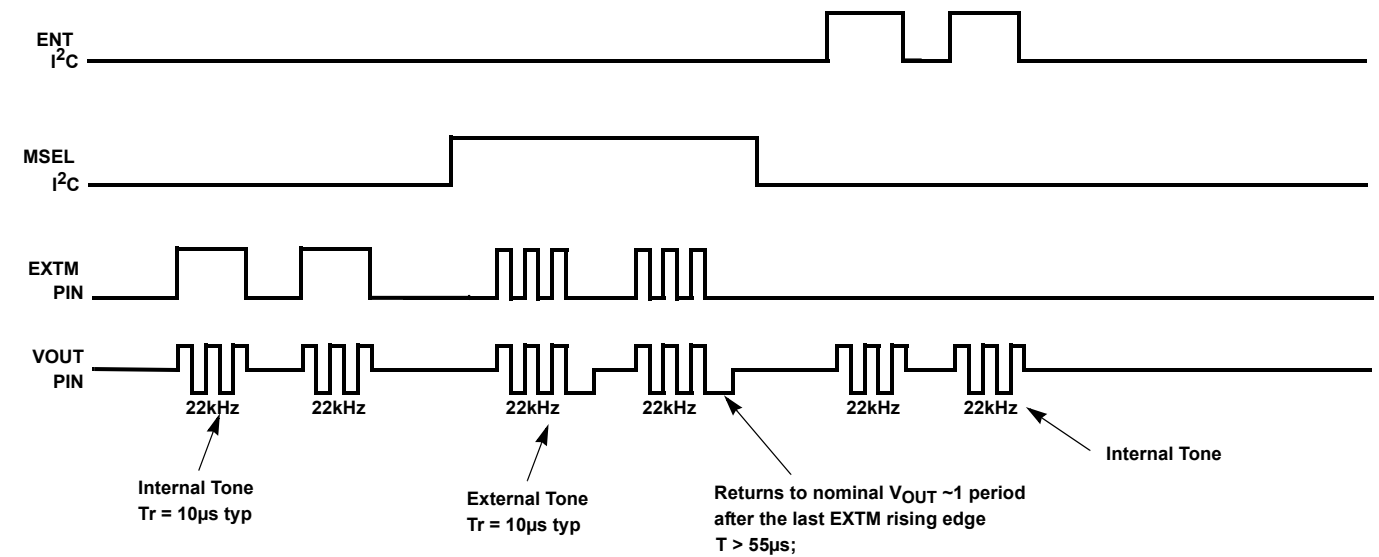 ENT
I²C
MSEL
I²C
EXTM
PIN
VOUT
PIN
22kHz 22kHz 22kHz 22kHz 22kHz 22kHz
Internal Tone
Tr = 10µs typ
External Tone
Tr = 10µs typ
Returns to nominal VOUT ~1 period
after the last EXTM rising edge
T > 55µs;
Internal Tone